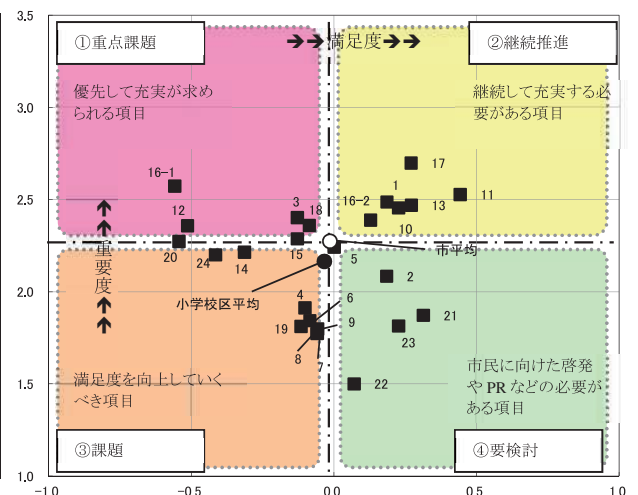 3.5
①重点課題
満足度
②継続推進
優先して充実が求め
られる項目
継続して充実する必
要がある項目
3.0
17
16-1
1
11
2.5
3
18
16-2
13
12
10
20
24
14
15
5
市平均
重要度
小学校区平均
2
2.0
4
6
21
19
9
23
8
7
満足度を向上していく
べき項目
市民に向けた啓発
や PR などの必要が
ある項目
22
1.5
③課題
④要検討
1.0
-1.0
-0.5
0.0
0.5
1.0